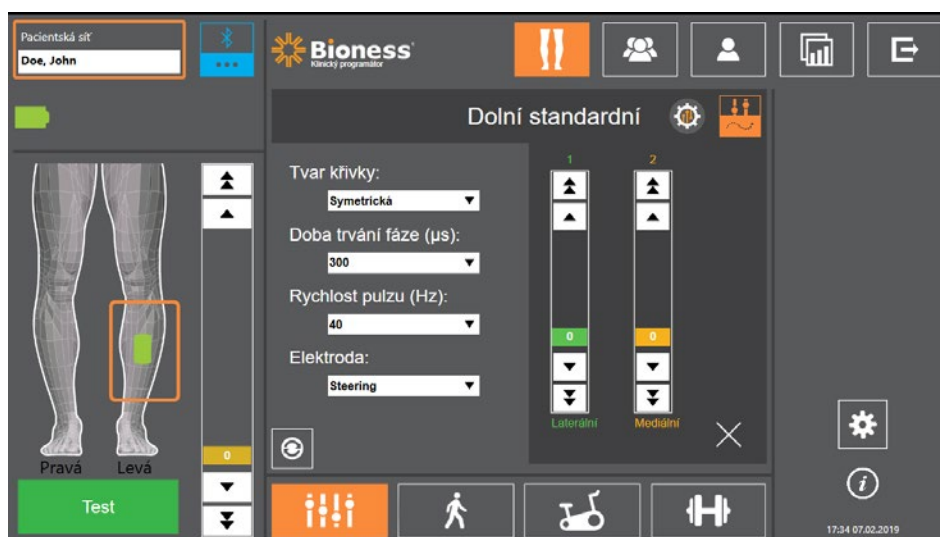 Pacientská síť
Doe, John
Bioness
Klinický programátor
Dolní standardní
Tvar křivky:
Symetrická
Doba trvání fáze (µs):
300
Rychlost pulzu (Hz):
40
Elektroda:
Steering
1
2
0
0
Laterální
Mediální
Pravá
Levá
0
Test
17:34 07.02.2019